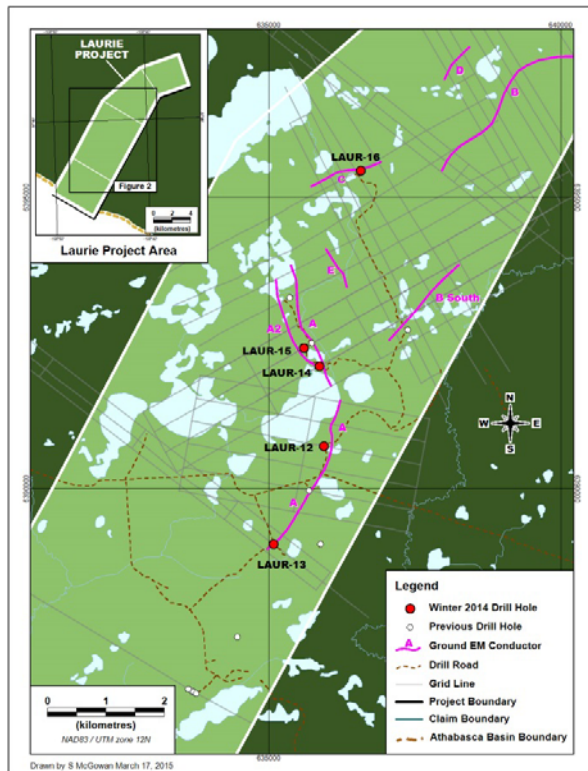 635000
640000
LAURIE
PROJECT
Figure 2
0 2 4
(kilometres)
Laurie Project Area
D
B
LAUR-16
C
E
B South
A2
A
LAUR-15
LAUR-14
N
W E
S
A
LAUR-12
A
LAUR-13
Legend
Winter 2014 Drill Hole
Previous Drill Hole
A
Ground EM Conductor
Drill Road
Grid Line
Project Boundary
Claim Boundary
Athabasca Basin Boundary
0 1 2
(kilometres)
NAD83 / UTM zone 12N
635000
Drawn by S McGowan March 17, 2015